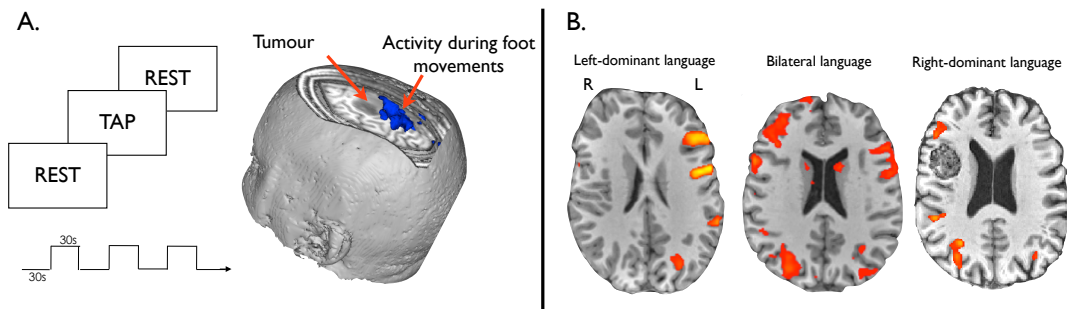 A.
REST
TAP
REST
30s
30s
Tumour
Activity during foot
movements
B.
Left-dominant language
Bilateral language
Right-dominant language
R
L